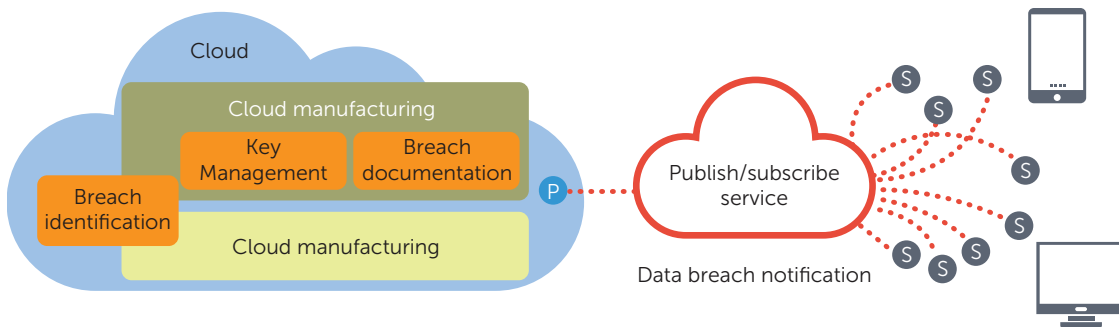 Cloud
Cloud manufacturing
Key
Management
Breach
documentation
Breach
identification
Cloud manufacturing
P
Publish/subscribe
service
Data breach notification
S
S
S
S
S
S
S
S
S